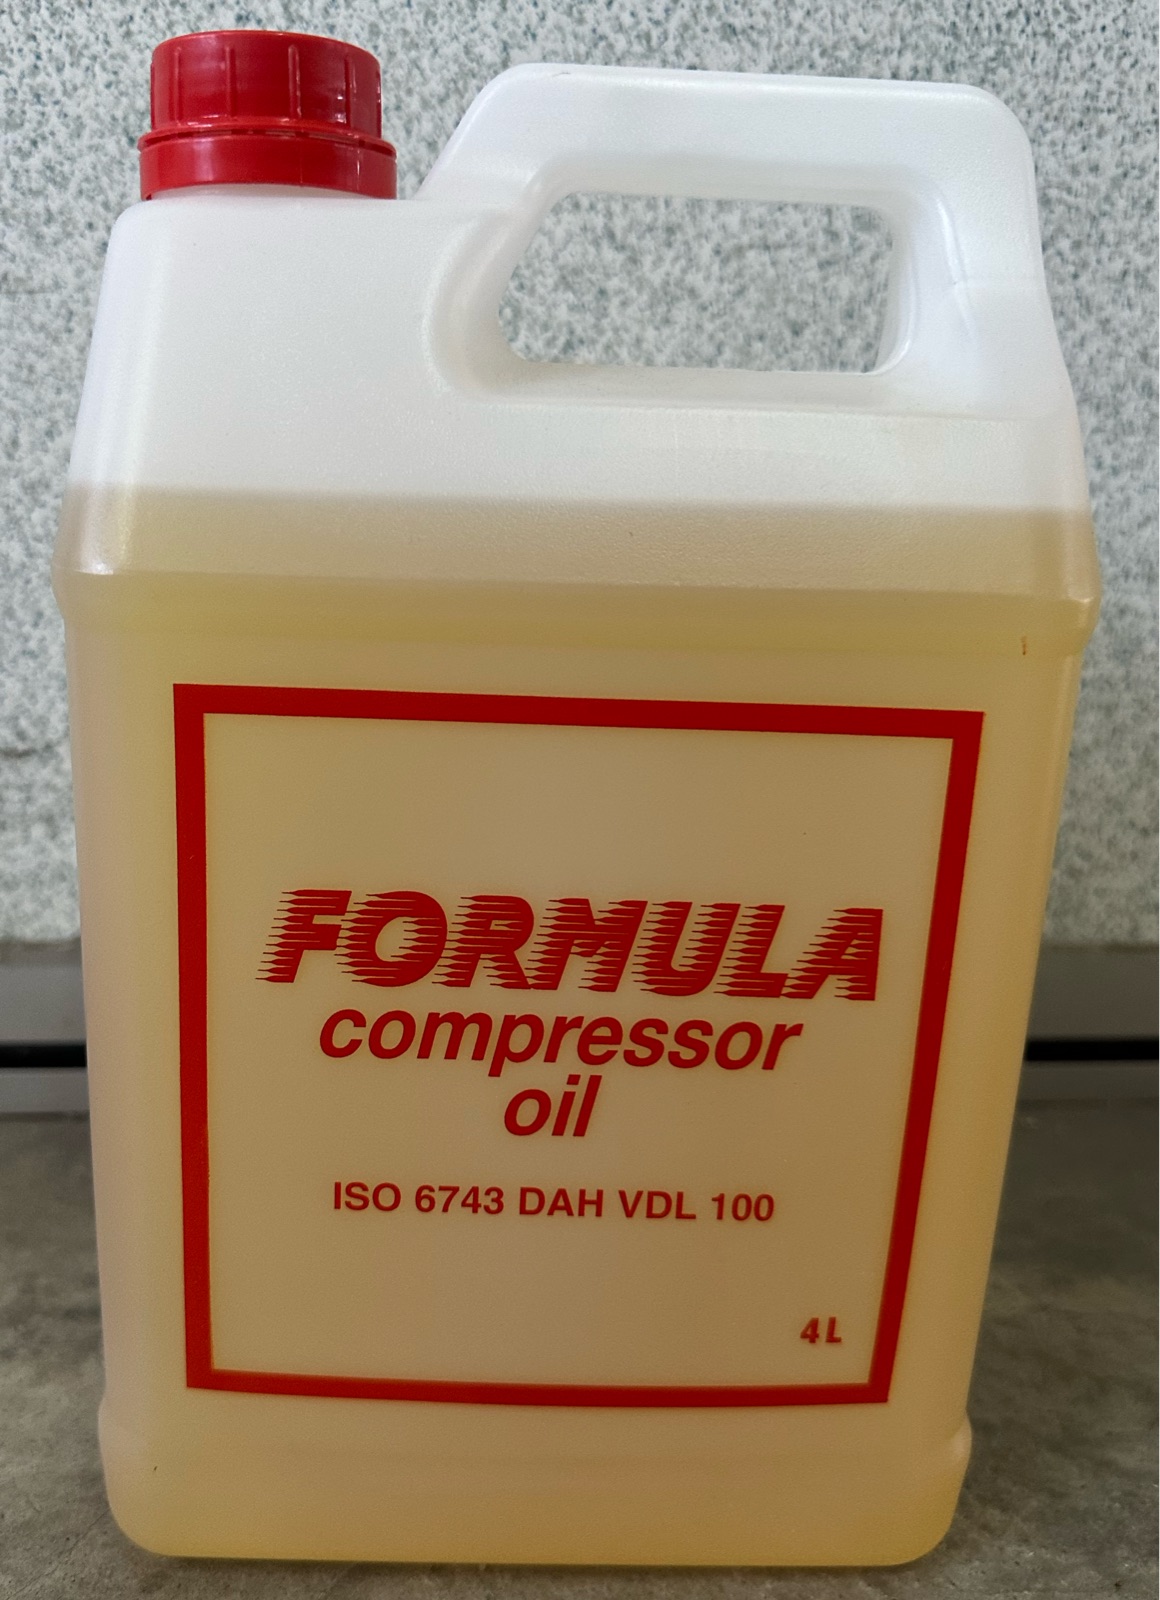 FORMULA
compressor
oil
ISO 6743 DAH VDL 100
4L